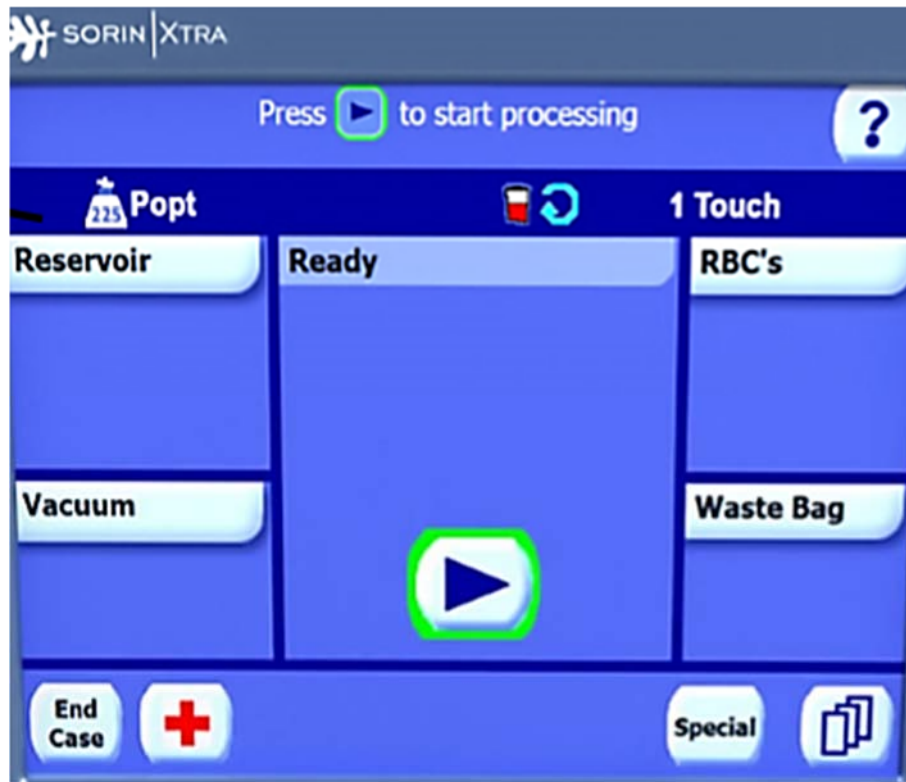 SORIN | XTRA
Press ▶ to start processing
?
225 Popt
1 Touch
Reservoir
Ready
RBC's
Vacuum
Waste Bag
End
Case
Special